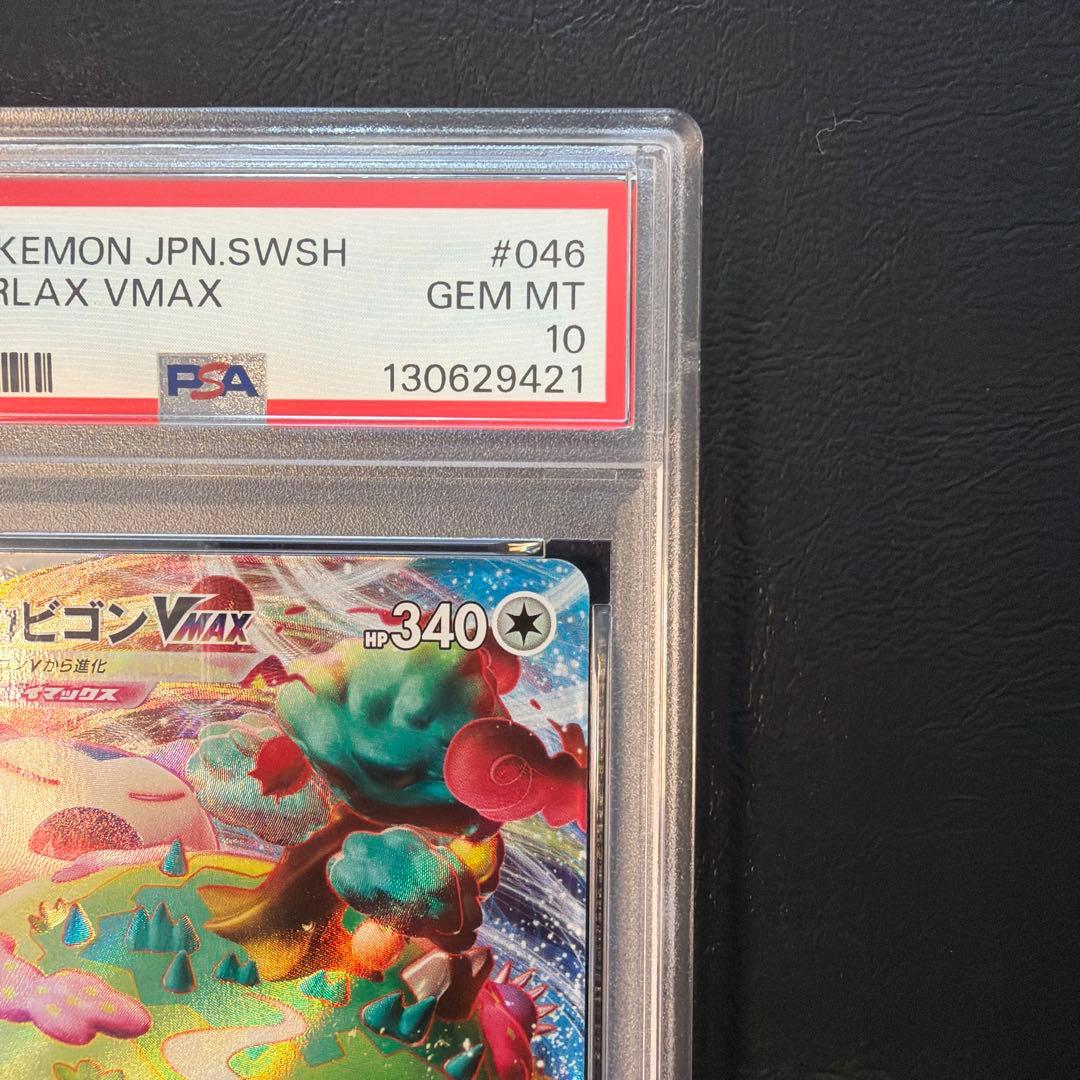 KEMON JPN.SWSH #046
RLAX VMAX GEM MT
10
PSA 130629421
ビゴンVMAX HP340
ンVから進化
イマックス